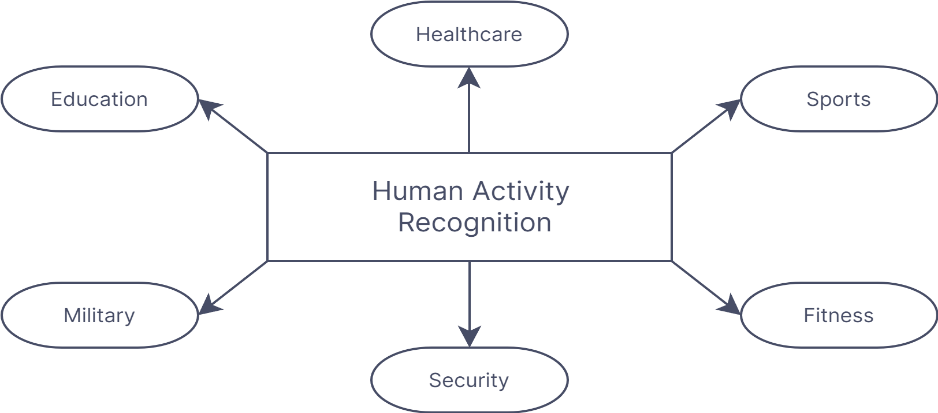 Healthcare
Education
Sports
Human Activity
Recognition
Military
Fitness
Security